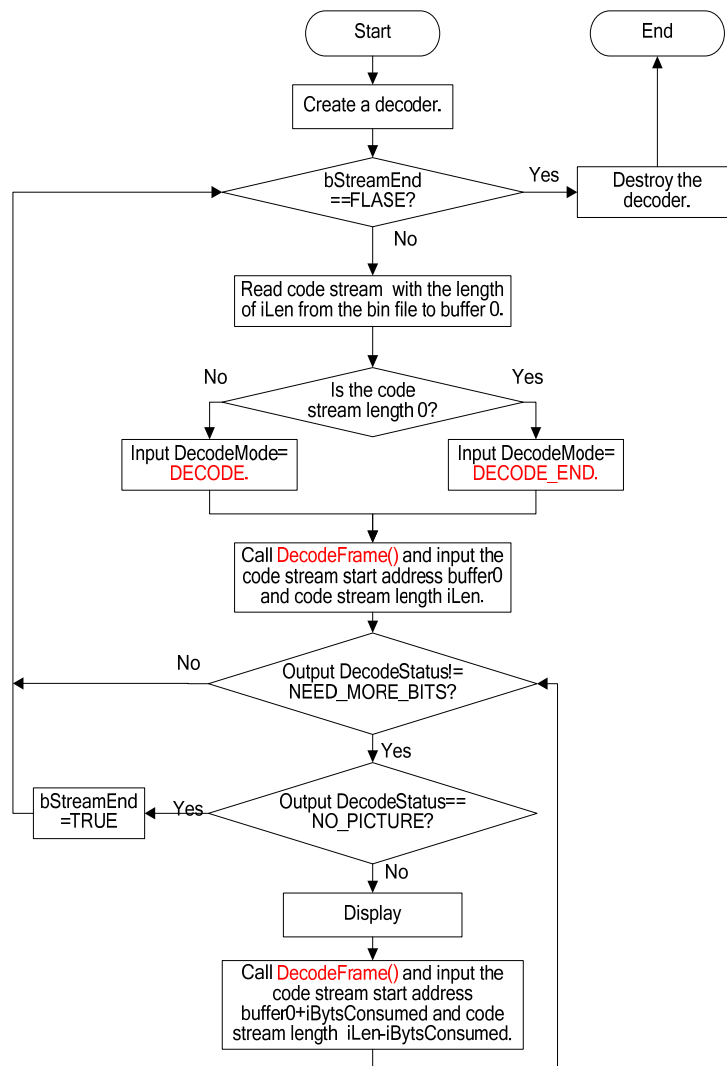 Start
End
Create a decoder.
bStreamEnd
==FLASE?
Yes
Destroy the
decoder.
No
Read code stream with the length
of iLen from the bin file to buffer 0.
No
Yes
Is the code
stream length 0?
Input DecodeMode=
DECODE.
Input DecodeMode=
DECODE_END.
Call DecodeFrame() and input the
code stream start address buffer0
and code stream length iLen.
No
Output DecodeStatus!=
NEED_MORE_BITS?
Yes
bStreamEnd
=TRUE
Yes
Output DecodeStatus==
NO_PICTURE?
No
Display
Call DecodeFrame() and input the
code stream start address
buffer0+iBytsConsumed and code
stream length iLen-iBytsConsumed.